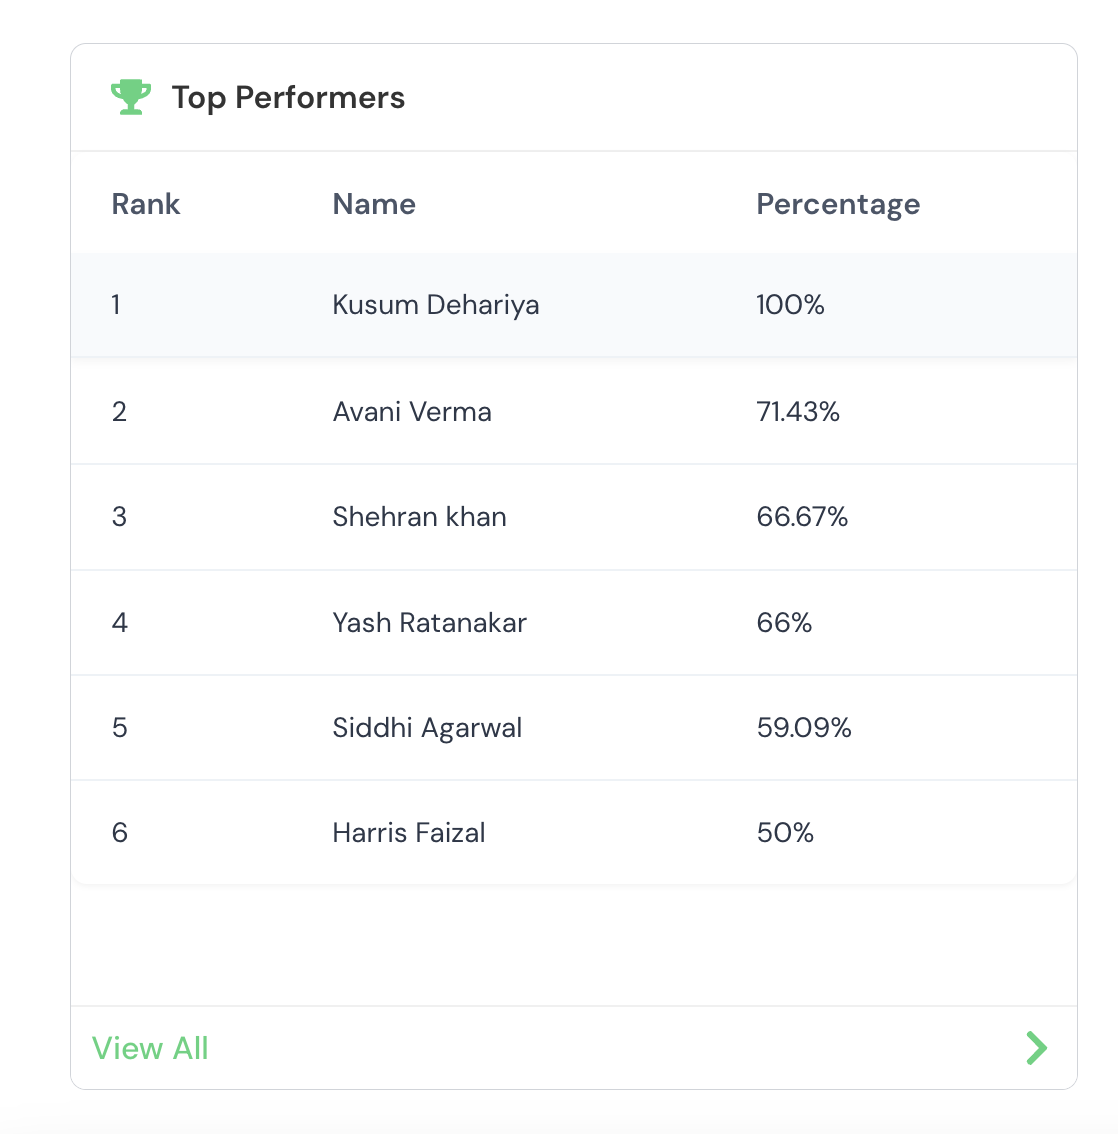 Top Performers
Rank Name Percentage
1 Kusum Dehariya 100%
2 Avani Verma 71.43%
3 Shehran khan 66.67%
4 Yash Ratanakar 66%
5 Siddhi Agarwal 59.09%
6 Harris Faizal 50%
View All